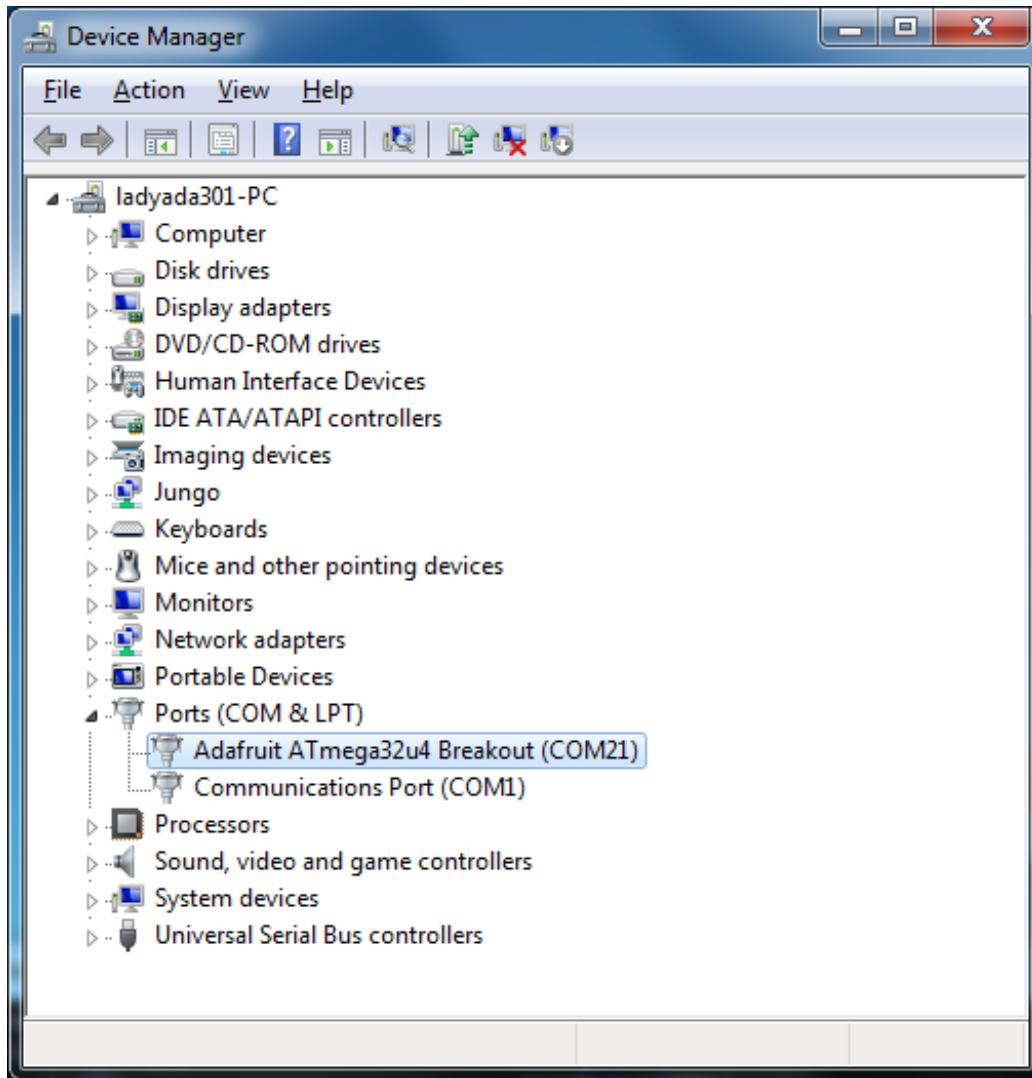 Device Manager
File Action View Help
ladyada301-PC
Computer
Disk drives
Display adapters
DVD/CD-ROM drives
Human Interface Devices
IDE ATA/ATAPI controllers
Imaging devices
Jungo
Keyboards
Mice and other pointing devices
Monitors
Network adapters
Portable Devices
Ports (COM & LPT)
Adafruit ATmega32u4 Breakout (COM21)
Communications Port (COM1)
Processors
Sound, video and game controllers
System devices
Universal Serial Bus controllers